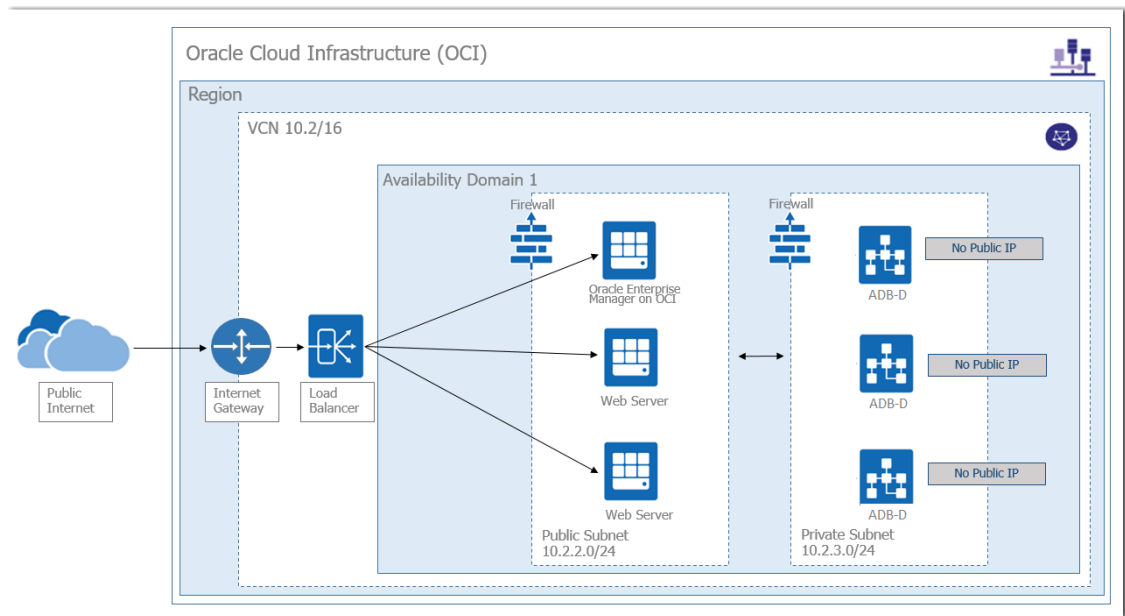 Oracle Cloud Infrastructure (OCI)
Region
VCN 10.2/16
Availability Domain 1
Firewall
Firewall
No Public IP
Oracle Enterprise
Manager on OCI
ADB-D
Public
Internet
Internet
Gateway
Load
Balancer
Web Server
No Public IP
ADB-D
Web Server
No Public IP
ADB-D
Public Subnet
10.2.2.0/24
Private Subnet
10.2.3.0/24